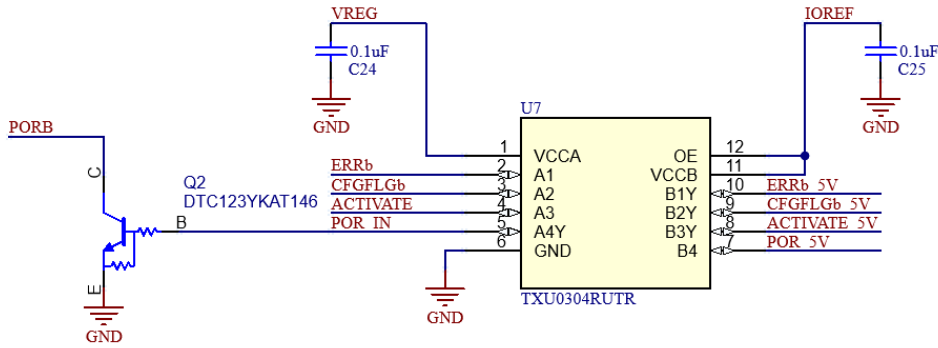 VREG
IOREF
0.1uF
C24
0.1uF
C25
GND
GND
U7
PORB
1 VCCA OE 12
ERRb 2 A1 VCCB 11
CFGFLGb 3 A2 B1Y 10 ERRb_5V
ACTIVATE 4 A3 B2Y 9 CFGFLGb_5V
POR_IN 5 A4Y B3Y 8 ACTIVATE_5V
6 GND B4 7 POR_5V
C
Q2
DTC123YKAT146
B
E
TXU0304RUTR
GND
GND